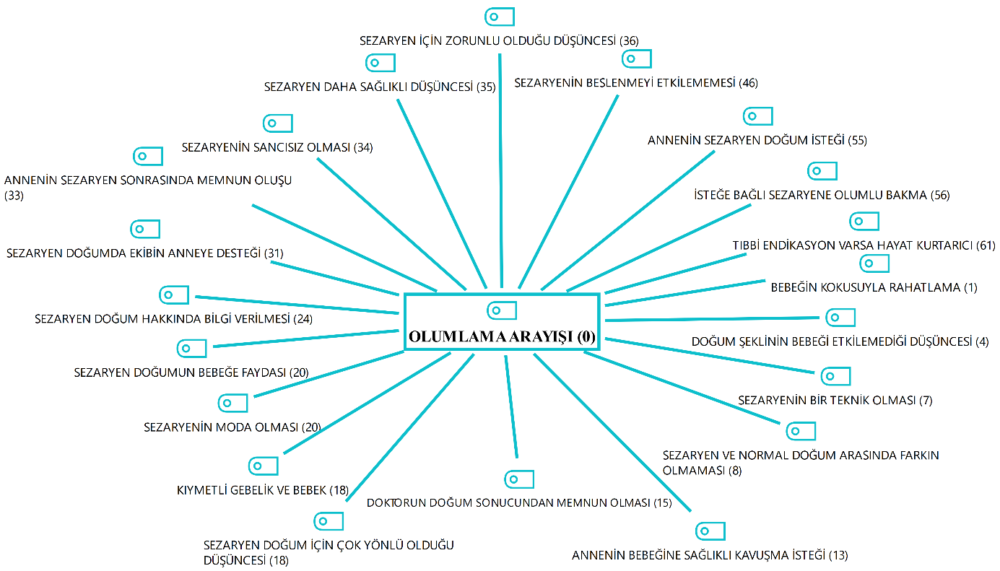 SEZARYEN İÇİN ZORUNLU OLDUĞU DÜŞÜNCESİ (36)
SEZARYEN DAHA SAĞLIKLI DÜŞÜNCESİ (35)
SEZARYENİN BESLENMEYİ ETKİLEMEMESİ (46)
SEZARYENİN SANCISIZ OLMASI (34)
ANNENİN SEZARYEN DOĞUM İSTEĞİ (55)
ANNENİN SEZARYEN SONRASINDA MEMNUN OLUŞU
(33)
İSTEĞE BAĞLI SEZARYENE OLUMLU BAKMA (56)
SEZARYEN DOĞUMDA EKİBİN ANNEYE DESTEĞİ (31)
TIBBİ ENDİKASYON VARSA HAYAT KURTARICI (61)
BEBEĞİN KOKUSUYLA RAHATLAMA (1)
SEZARYEN DOĞUM HAKKINDA BİLGİ VERİLMESİ (24)
OLUMLAMA ARAYIŞI (0)
DOĞUM ŞEKLİNİN BEBEĞİ ETKİLEMEDİĞİ DÜŞÜNCESİ (4)
SEZARYEN DOĞUMUN BEBEĞE FAYDASI (20)
SEZARYENİN BİR TEKNİK OLMASI (7)
SEZARYENİN MODA OLMASI (20)
SEZARYEN VE NORMAL DOĞUM ARASINDA FARKIN
OLMAMASI (8)
KIYMETLİ GEBELİK VE BEBEK (18)
DOKTORUN DOĞUM SONUCUNDAN MEMNUN OLMASI (15)
SEZARYEN DOĞUM İÇİN ÇOK YÖNLÜ OLDUĞU
DÜŞÜNCESİ (18)
ANNENİN BEBEĞİNE SAĞLIKLI KAVUŞMA İSTEĞİ (13)